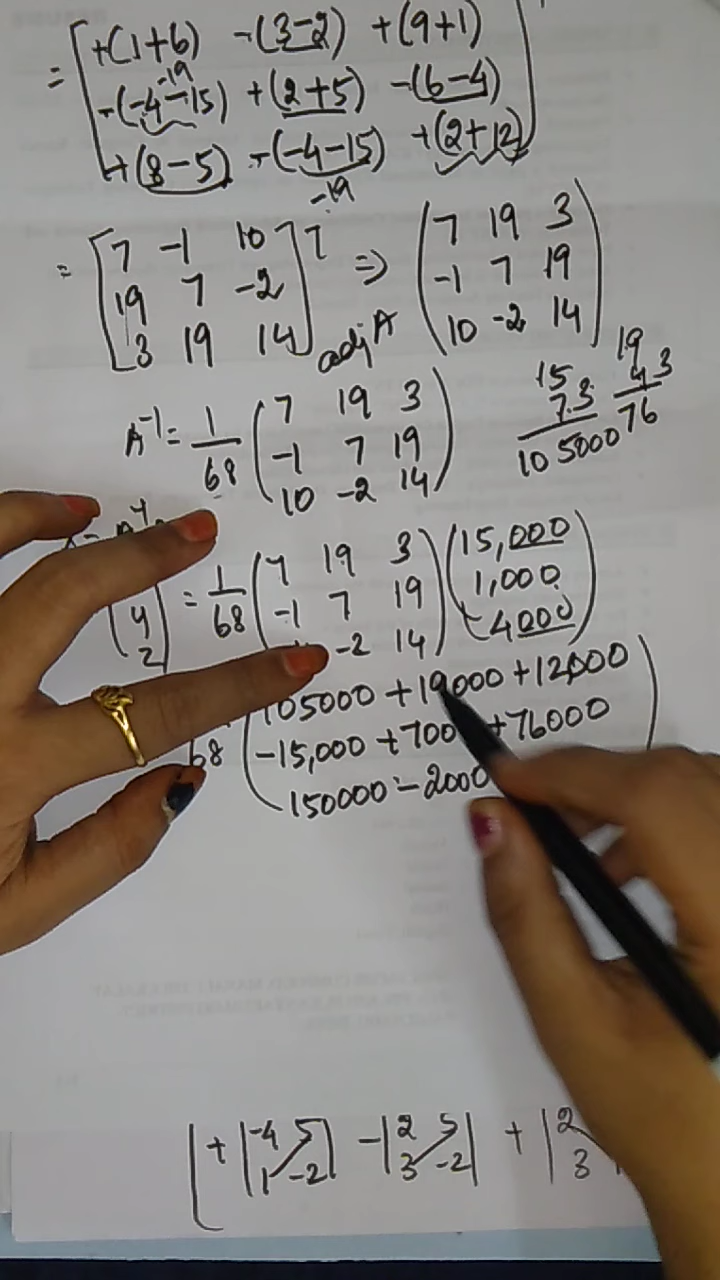 = [ +(1+6) -(3-2) +(9+1)
-(-4-15) -19 +(2+5) -(6-4)
+(8-5) -(-4-15) -19 +(2+12) ]
= [ 7 -1 10
19 7 -2
3 19 14 ]T
=> ( 7 19 3
-1 7 19
10 -2 14 )
adj A
A-1 = 1/68 ( 7 19 3
-1 7 19
10 -2 14 )
15
7.3
105000
19
4 3
76
y
z
= 1/68 ( 7 19 3
-1 7 19
-2 14 )
( 15,000
1,000
4000 )
68 ( 105000 + 19000 + 12000
-15,000 + 700 +76000
150000 - 2000
( + |-4 5
1 -2| - |2 5
3 -2| + |2
3